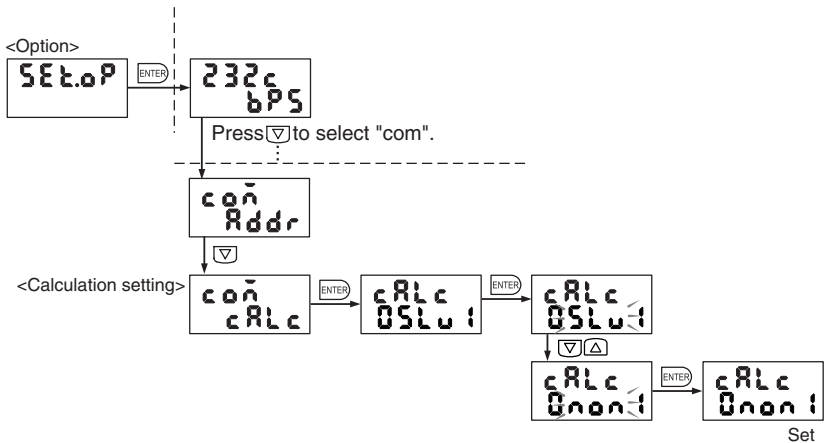 <Option>
SEt.oP
ENTER
232c
bPS
Press ▽ to select "com".
com
Addr
<Calculation setting>
com
cALc
ENTER
cALc
0SLv1
ENTER
cALc
0SLv1
cALc
0non1
ENTER
cALc
0non1
Set